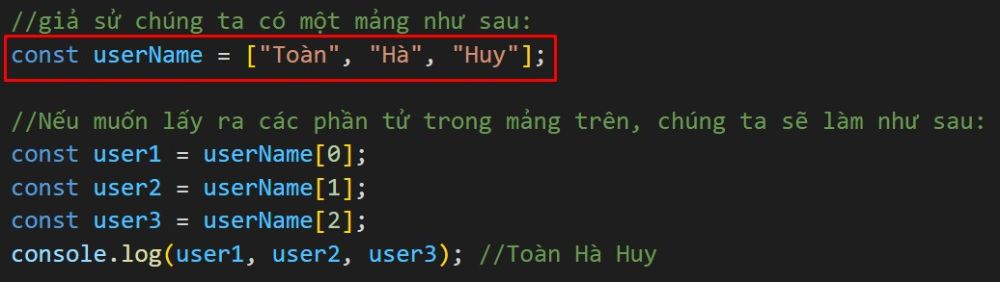 //giả sử chúng ta có một mảng như sau:
const userName = ["Toàn", "Hà", "Huy"];
//Nếu muốn lấy ra các phần tử trong mảng trên, chúng ta sẽ làm như sau:
const user1 = userName[0];
const user2 = userName[1];
const user3 = userName[2];
console.log(user1, user2, user3); //Toàn Hà Huy